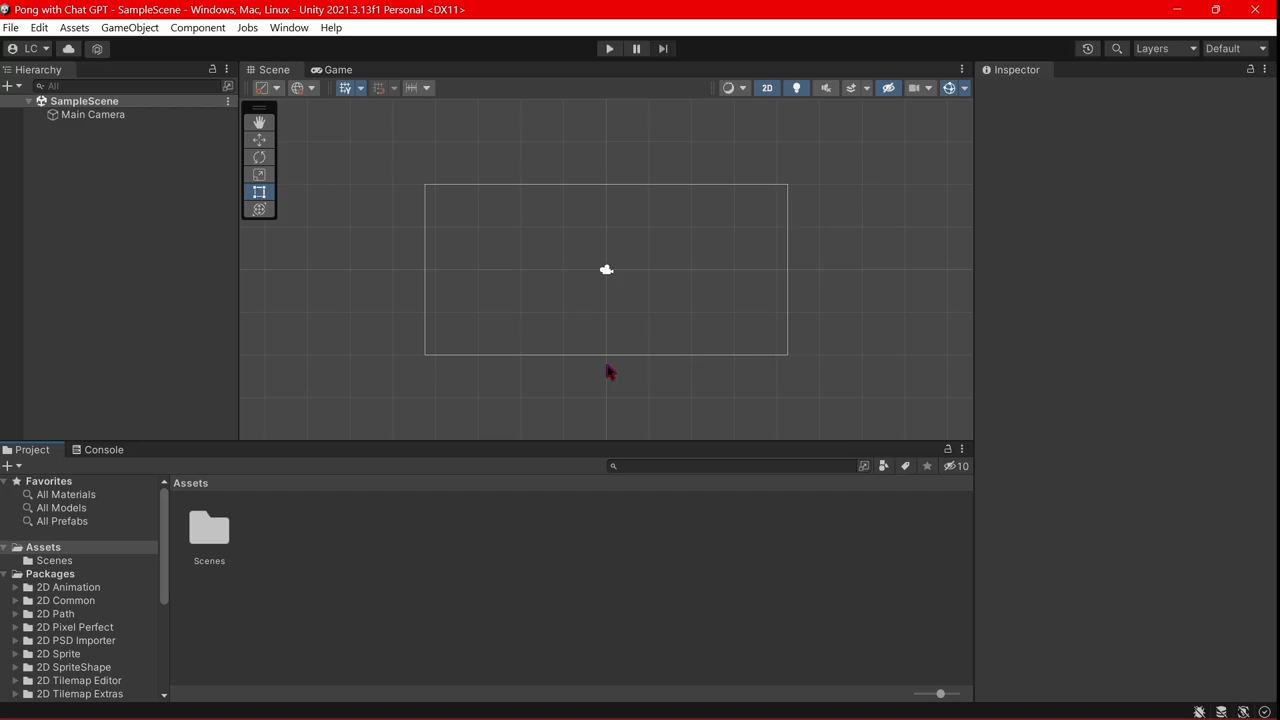 Pong with Chat GPT - SampleScene - Windows, Mac, Linux - Unity 2021.3.13f1 Personal <DX11>
File Edit Assets GameObject Component Jobs Window Help
LC Layers Default
Hierarchy Scene Game Inspector
All 2D
SampleScene
Main Camera
Project Console
10
Favorites Assets
All Materials
All Models
All Prefabs
Assets
Scenes Scenes
Packages
2D Animation
2D Common
2D Path
2D Pixel Perfect
2D PSD Importer
2D Sprite
2D SpriteShape
2D Tilemap Editor
2D Tilemap Extras